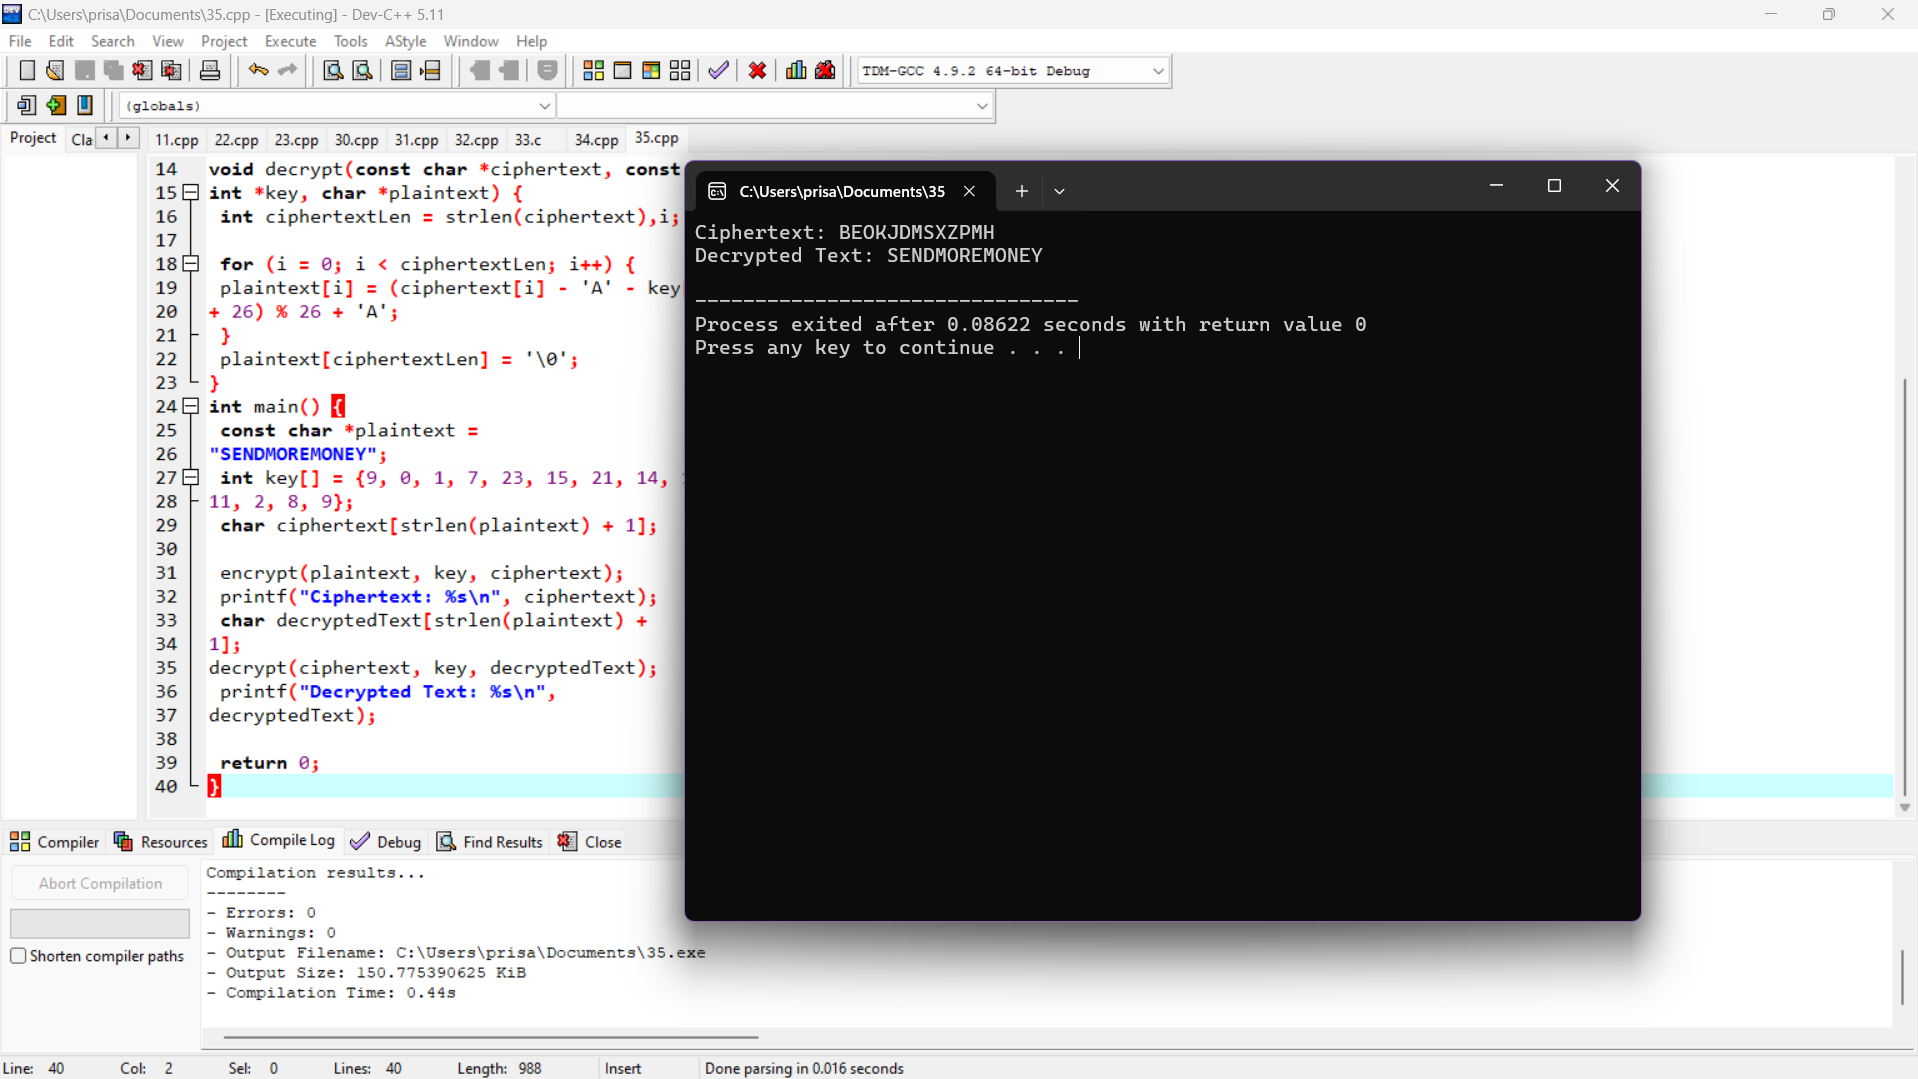 C:\Users\prisa\Documents\35.cpp - [Executing] - Dev-C++ 5.11
File Edit Search View Project Execute Tools AStyle Window Help
TDM-GCC 4.9.2 64-bit Debug
(globals)
Project Cla 11.cpp 22.cpp 23.cpp 30.cpp 31.cpp 32.cpp 33.c 34.cpp 35.cpp
14 void decrypt(const char *ciphertext, const
15 int *key, char *plaintext) {
16 int ciphertextLen = strlen(ciphertext),i;
17
18 for (i = 0; i < ciphertextLen; i++) {
19 plaintext[i] = (ciphertext[i] - 'A' - key
20 + 26) % 26 + 'A';
21 }
22 plaintext[ciphertextLen] = '\0';
23 }
24 int main() {
25 const char *plaintext =
26 "SENDMOREMONEY";
27 int key[] = {9, 0, 1, 7, 23, 15, 21, 14,
28 11, 2, 8, 9};
29 char ciphertext[strlen(plaintext) + 1];
30
31 encrypt(plaintext, key, ciphertext);
32 printf("Ciphertext: %s\n", ciphertext);
33 char decryptedText[strlen(plaintext) +
34 1];
35 decrypt(ciphertext, key, decryptedText);
36 printf("Decrypted Text: %s\n",
37 decryptedText);
38
39 return 0;
40 }
C:\Users\prisa\Documents\35
Ciphertext: BEOKJDMSXZPMH
Decrypted Text: SENDMOREMONEY
--------------------------------
Process exited after 0.08622 seconds with return value 0
Press any key to continue . . .
Compiler Resources Compile Log Debug Find Results Close
Abort Compilation
Shorten compiler paths
Compilation results...
--------
- Errors: 0
- Warnings: 0
- Output Filename: C:\Users\prisa\Documents\35.exe
- Output Size: 150.775390625 KiB
- Compilation Time: 0.44s
Line: 40 Col: 2 Sel: 0 Lines: 40 Length: 988 Insert Done parsing in 0.016 seconds